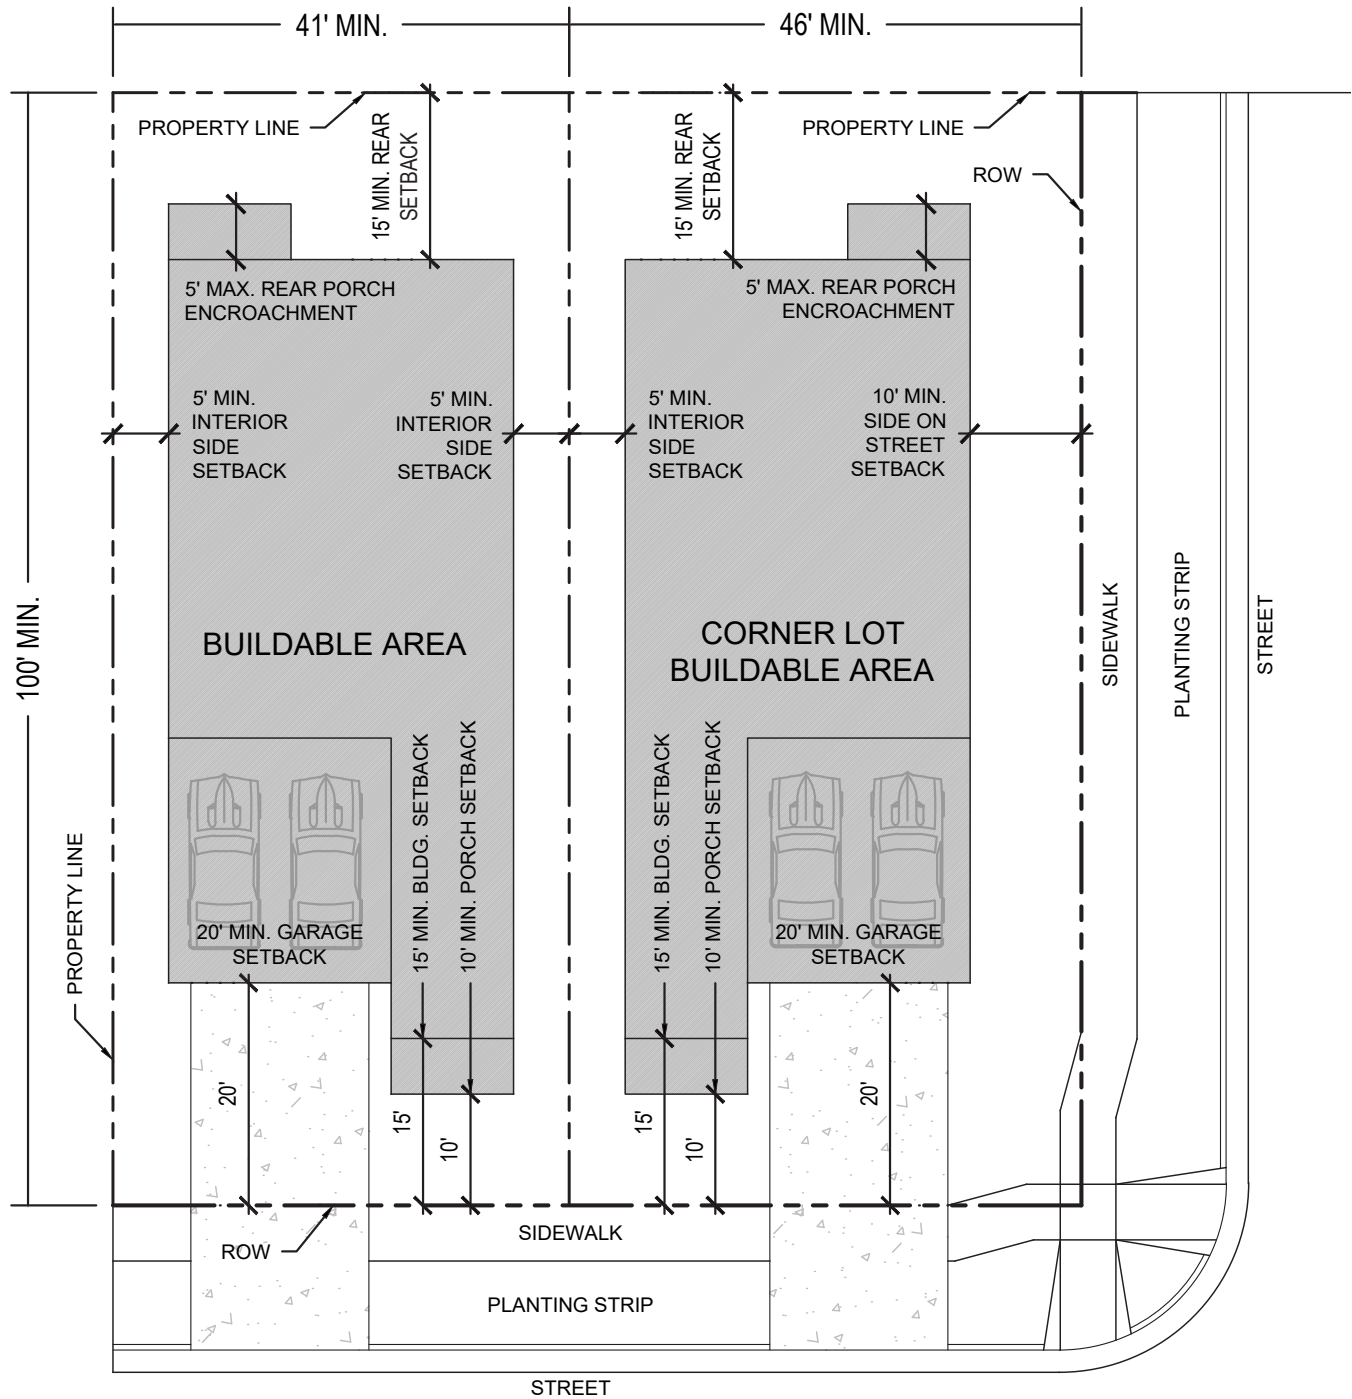 41' MIN.
46' MIN.
PROPERTY LINE
15' MIN. REAR
SETBACK
15' MIN. REAR
SETBACK
PROPERTY LINE
ROW
5' MAX. REAR PORCH
ENCROACHMENT
5' MAX. REAR PORCH
ENCROACHMENT
5' MIN.
INTERIOR
SIDE
SETBACK
5' MIN.
INTERIOR
SIDE
SETBACK
5' MIN.
INTERIOR
SIDE
SETBACK
10' MIN.
SIDE ON
STREET
SETBACK
100' MIN.
BUILDABLE AREA
CORNER LOT
BUILDABLE AREA
SIDEWALK
PLANTING STRIP
STREET
PROPERTY LINE
15' MIN. BLDG. SETBACK
10' MIN. PORCH SETBACK
15' MIN. BLDG. SETBACK
10' MIN. PORCH SETBACK
20' MIN. GARAGE
SETBACK
20' MIN. GARAGE
SETBACK
20'
15'
10'
15'
10'
20'
ROW
SIDEWALK
PLANTING STRIP
STREET